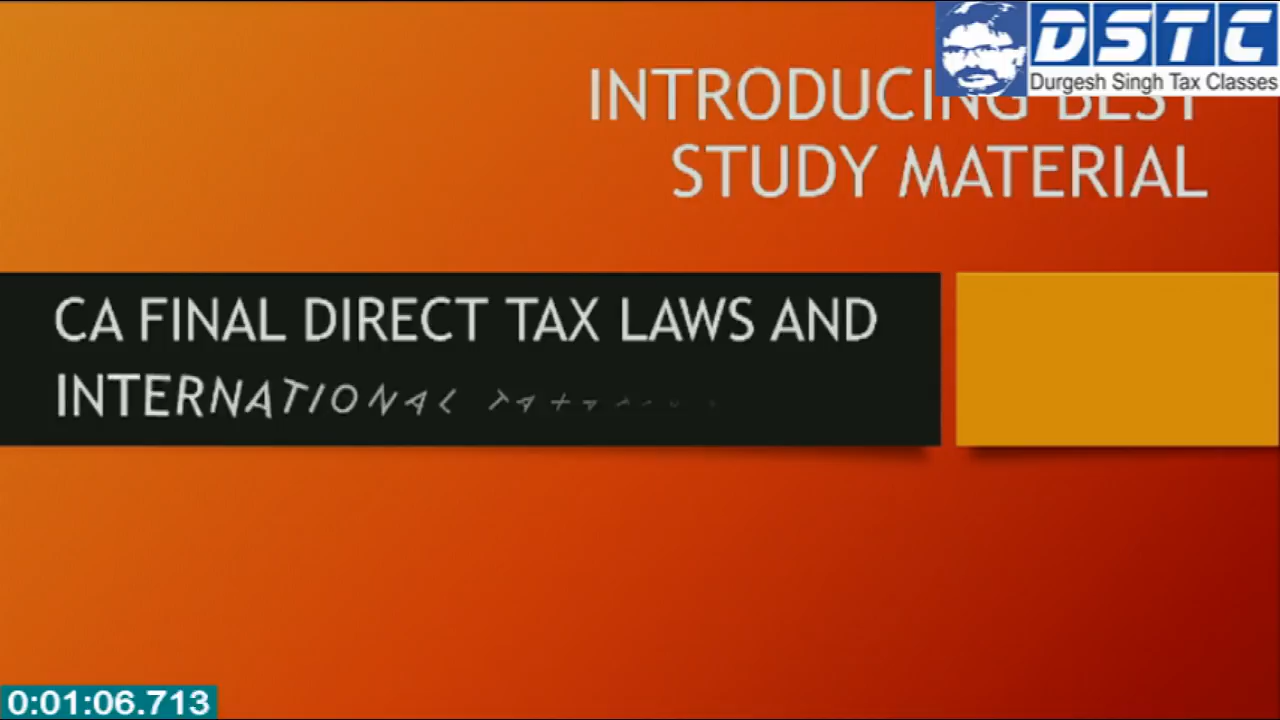 DSTC
Durgesh Singh Tax Classes
INTRODUCING BEST
STUDY MATERIAL
CA FINAL DIRECT TAX LAWS AND
INTERNATIONAL
0:01:06.713